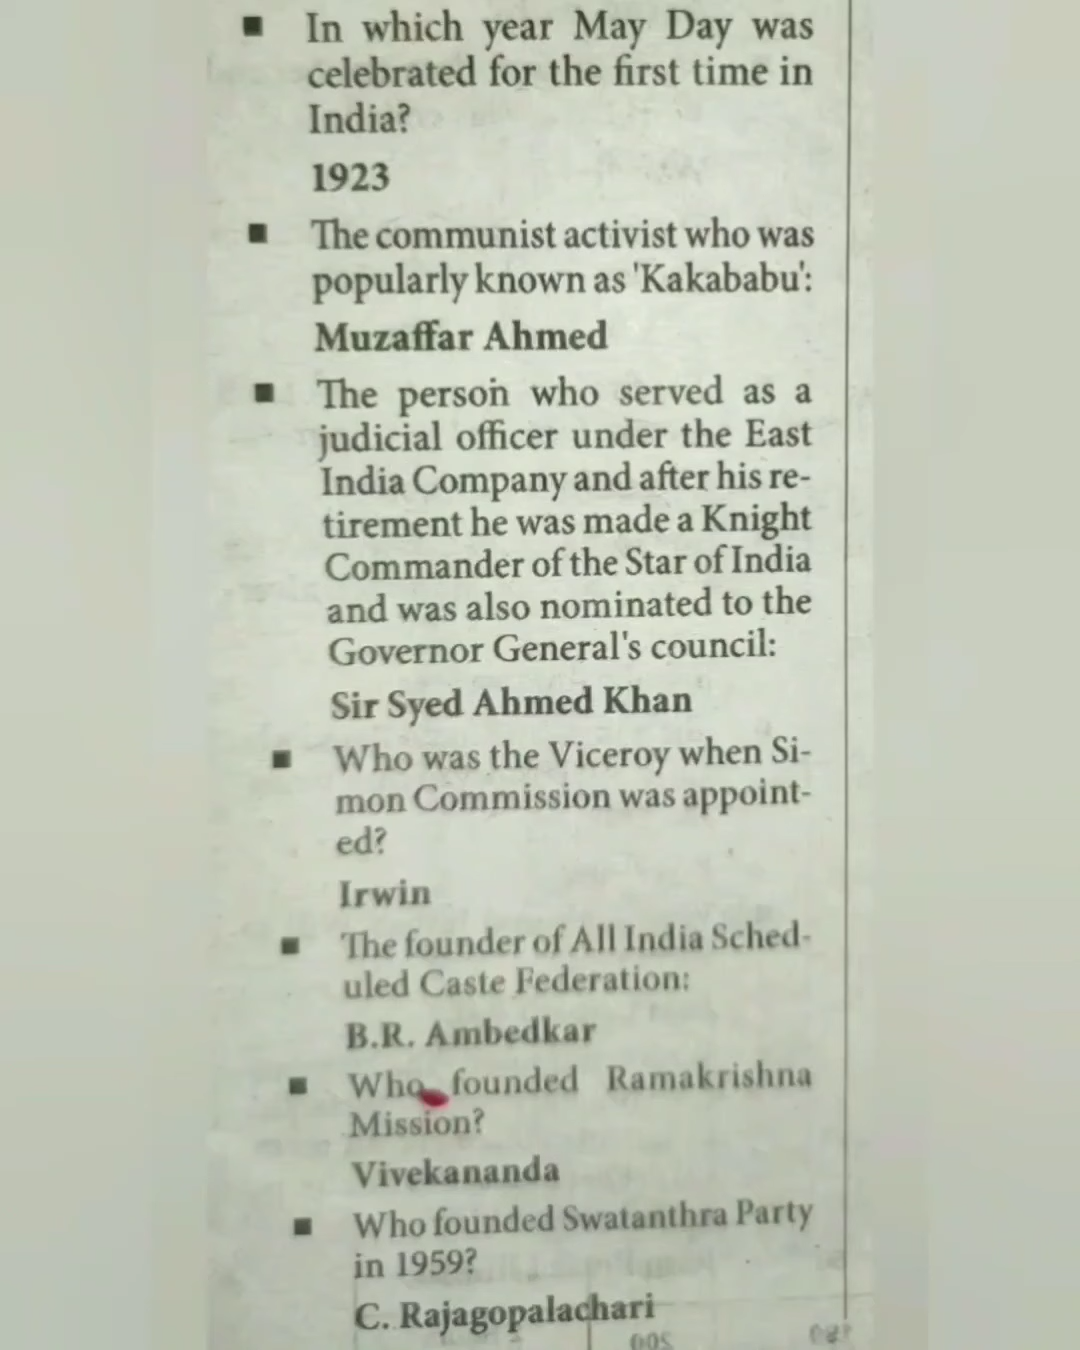 ■ In which year May Day was
celebrated for the first time in
India?
1923
■ The communist activist who was
popularly known as 'Kakababu':
Muzaffar Ahmed
■ The person who served as a
judicial officer under the East
India Company and after his re-
tirement he was made a Knight
Commander of the Star of India
and was also nominated to the
Governor General's council:
Sir Syed Ahmed Khan
■ Who was the Viceroy when Si-
mon Commission was appoint-
ed?
Irwin
■ The founder of All India Sched-
uled Caste Federation:
B.R. Ambedkar
■ Who founded Ramakrishna
Mission?
Vivekananda
■ Who founded Swatanthra Party
in 1959?
C. Rajagopalachari